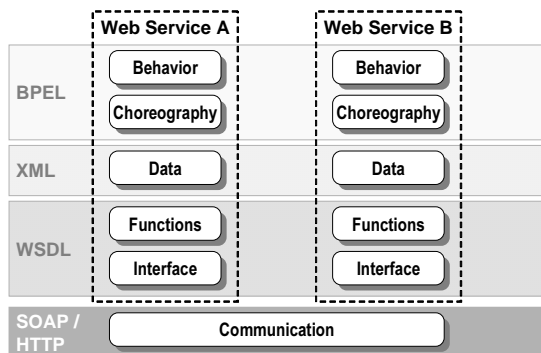 Web Service A Web Service B
BPEL
Behavior Behavior
Choreography Choreography
XML Data Data
WSDL
Functions Functions
Interface Interface
SOAP /
HTTP
Communication